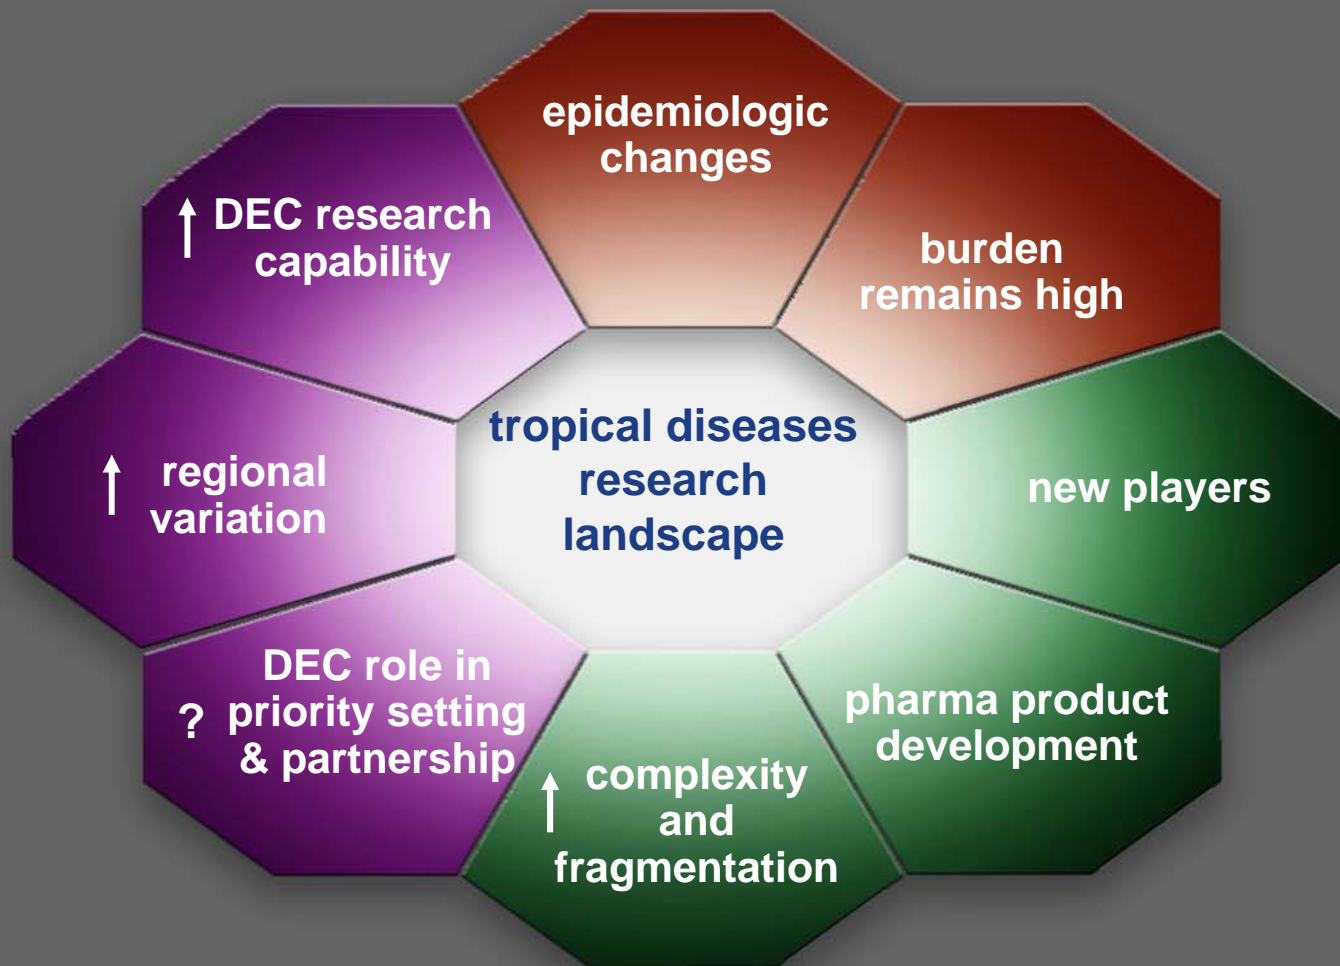 epidemiologic
changes
burden
remains high
new players
pharma product
development
↑ complexity
and
fragmentation
DEC role in
? priority setting
& partnership
↑ regional
variation
↑ DEC research
capability
tropical diseases
research
landscape